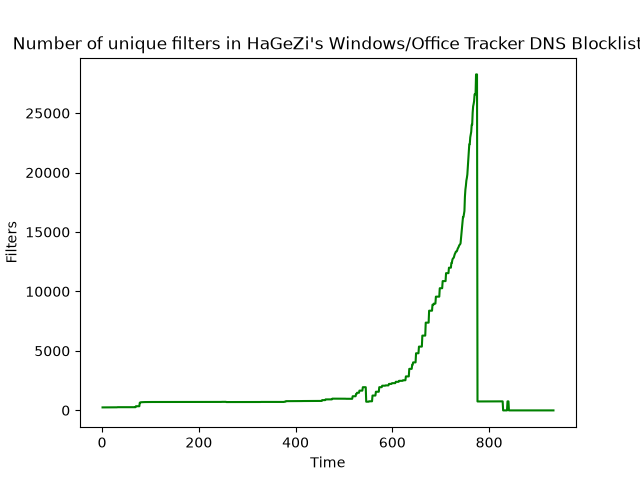 Number of unique filters in HaGeZi's Windows/Office Tracker DNS Blocklist
25000
20000
15000
10000
5000
0
Filters
0 200 400 600 800
Time